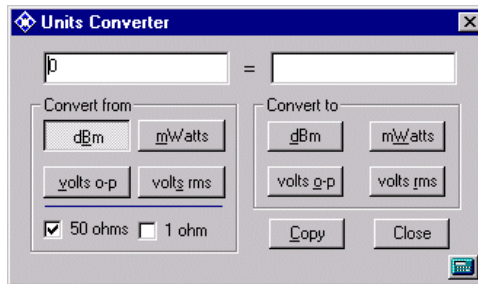 Units Converter
0 =
Convert from
dBm mWatts
volts o-p volts rms
50 ohms 1 ohm
Convert to
dBm mWatts
volts o-p volts rms
Copy Close